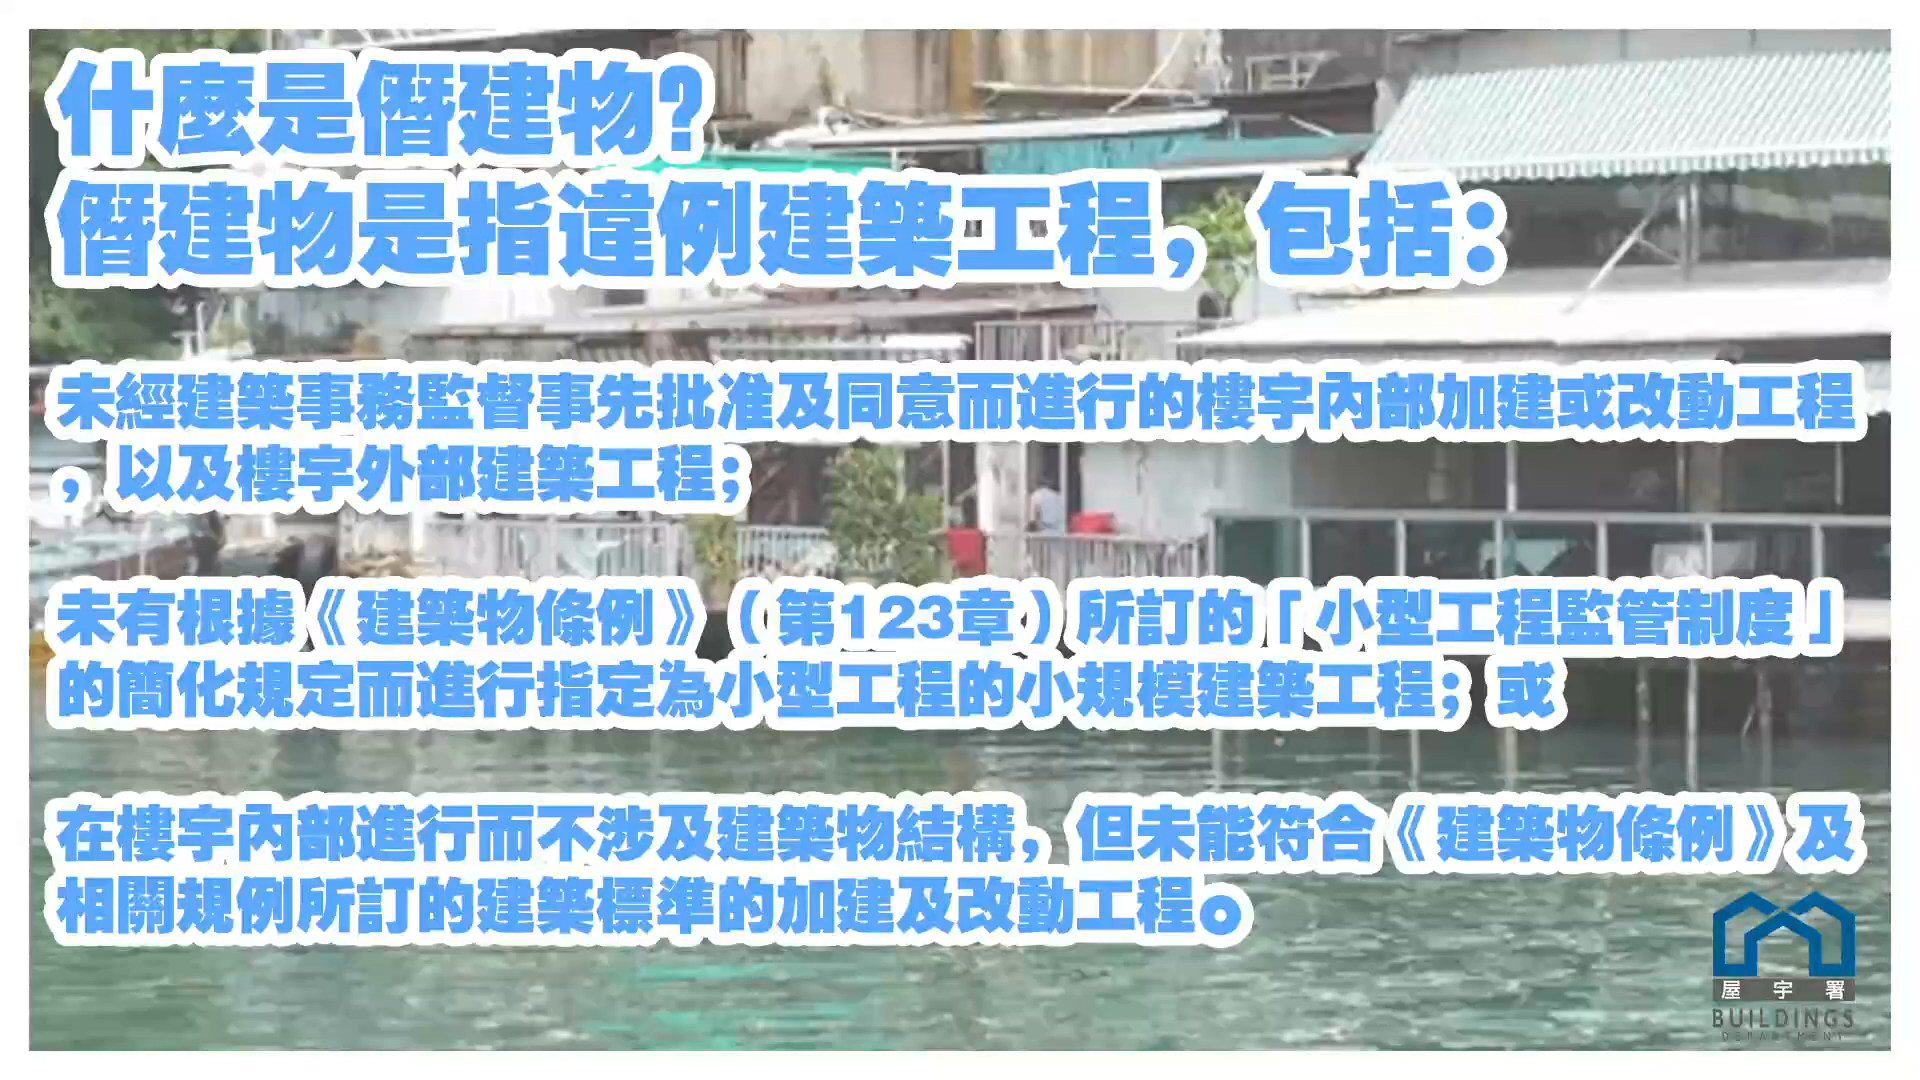 什麼是僭建物？
僭建物是指違例建築工程，包括：
未經建築事務監督事先批准及同意而進行的樓宇內部加建或改動工程
，以及樓宇外部建築工程；
未有根據《建築物條例》（第123章）所訂的「小型工程監管制度」
的簡化規定而進行指定為小型工程的小規模建築工程；或
在樓宇內部進行而不涉及建築物結構，但未能符合《建築物條例》及
相關規例所訂的建築標準的加建及改動工程。
屋宇署
BUILDINGS
DEPARTMENT